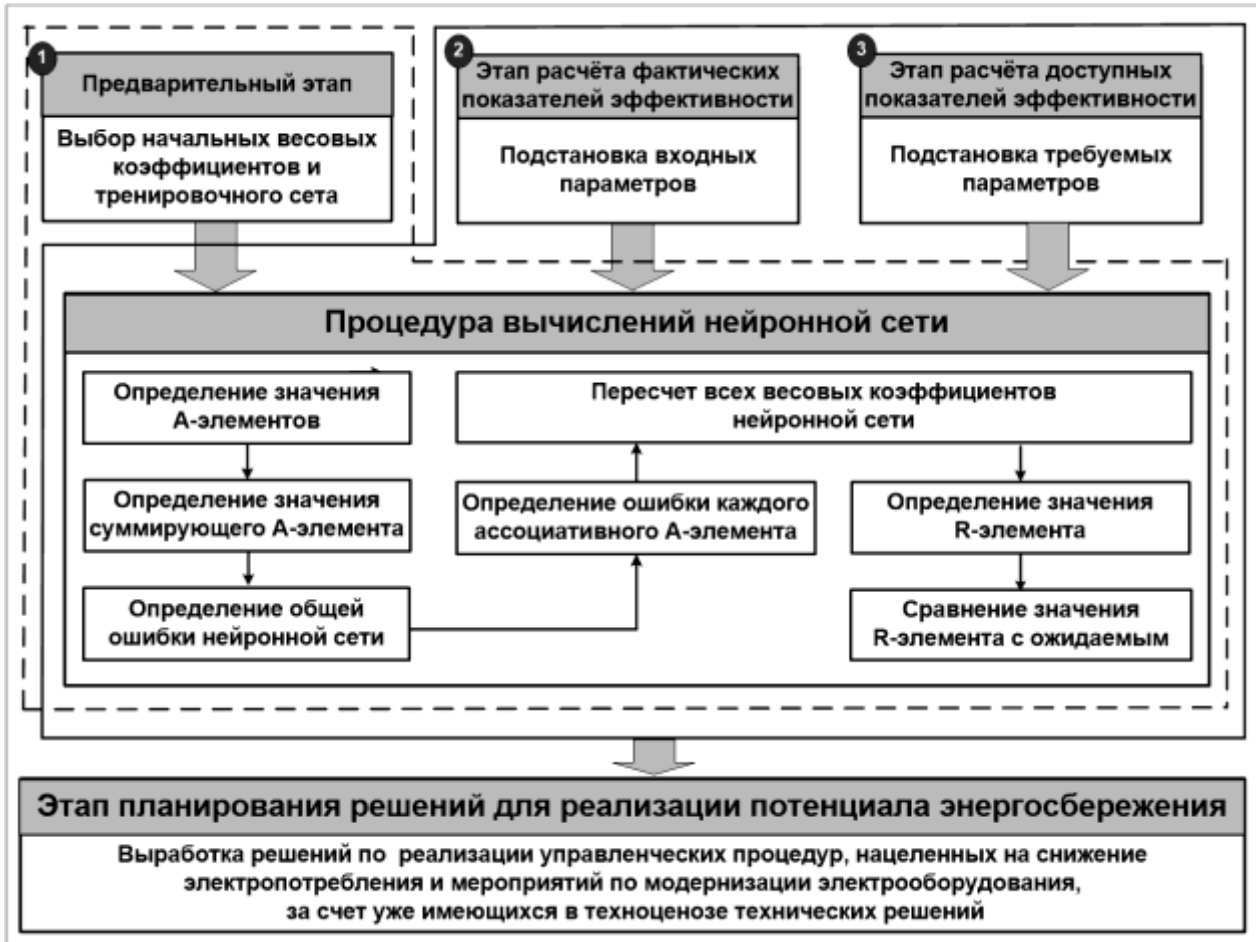 1
Предварительный этап
Выбор начальных весовых
коэффициентов и
тренировочного сета
2
Этап расчёта фактических
показателей эффективности
Подстановка входных
параметров
3
Этап расчёта доступных
показателей эффективности
Подстановка требуемых
параметров
Процедура вычислений нейронной сети
Определение значения
А-элементов
Определение значения
суммирующего А-элемента
Определение общей
ошибки нейронной сети
Определение ошибки каждого
ассоциативного А-элемента
Пересчет всех весовых коэффициентов
нейронной сети
Определение значения
R-элемента
Сравнение значения
R-элемента с ожидаемым
Этап планирования решений для реализации потенциала энергосбережения
Выработка решений по реализации управленческих процедур, нацеленных на снижение
электропотребления и мероприятий по модернизации электрооборудования,
за счет уже имеющихся в техноценозе технических решений